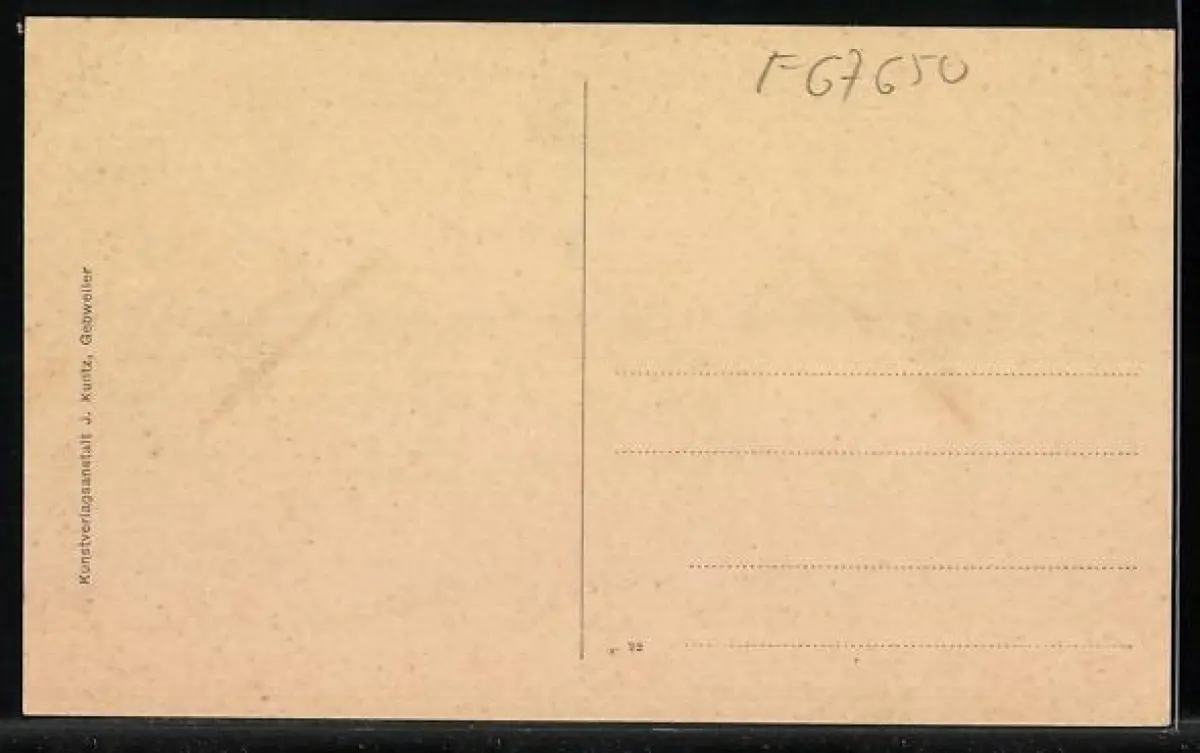 F67650
Kunstverlagsanstalt J. Kuntz, Gebweiler